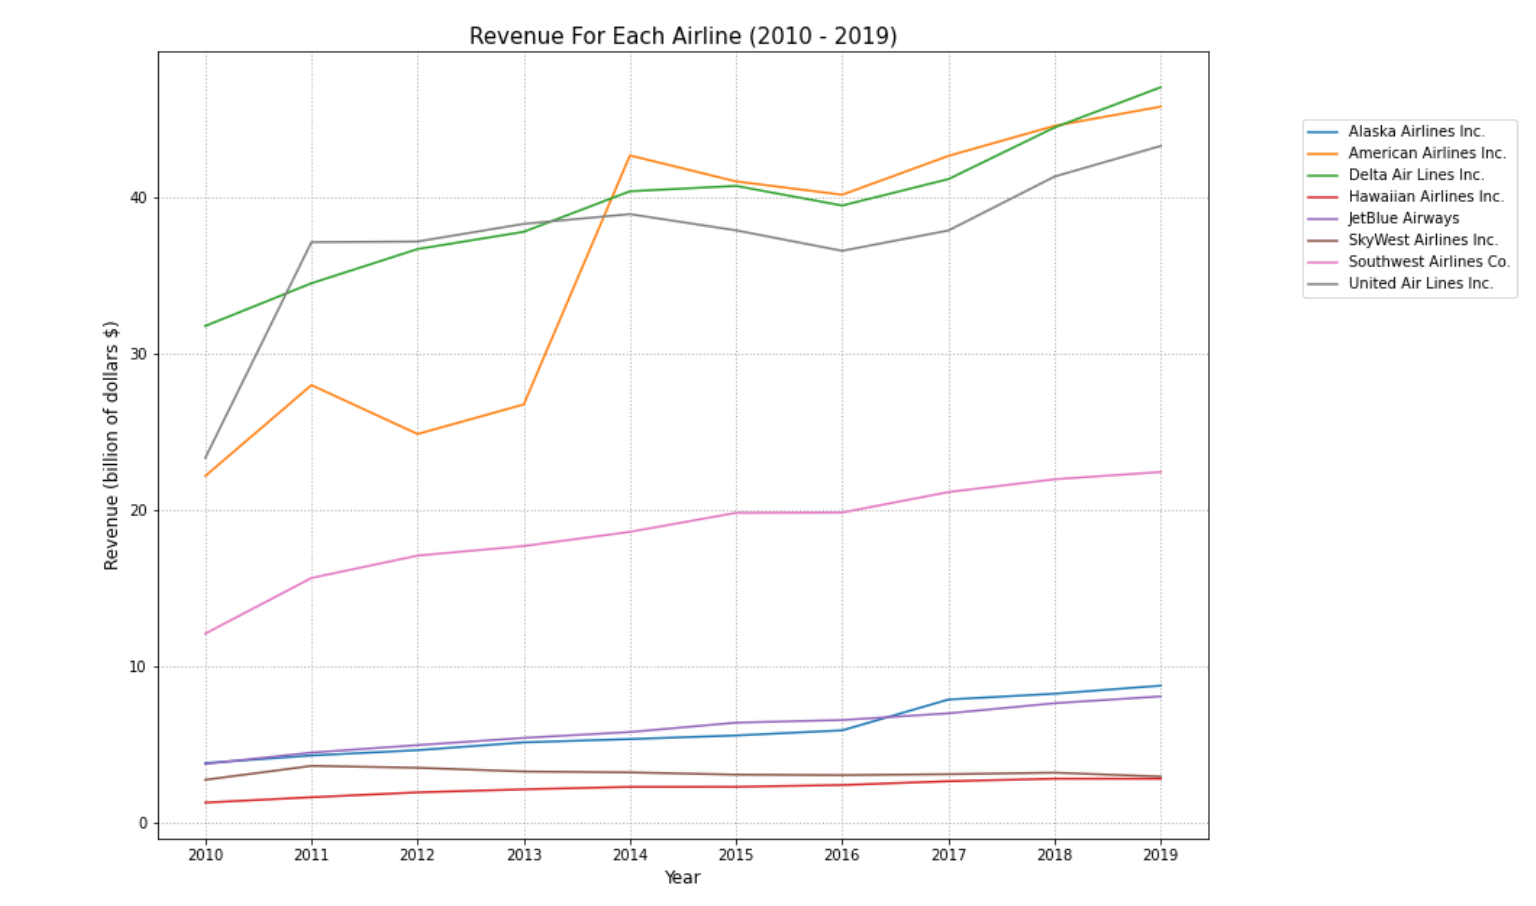 Revenue For Each Airline (2010 - 2019)
Revenue (billion of dollars $)
40
30
20
10
0
2010 2011 2012 2013 2014 2015 2016 2017 2018 2019
Year
Alaska Airlines Inc.
American Airlines Inc.
Delta Air Lines Inc.
Hawaiian Airlines Inc.
JetBlue Airways
SkyWest Airlines Inc.
Southwest Airlines Co.
United Air Lines Inc.